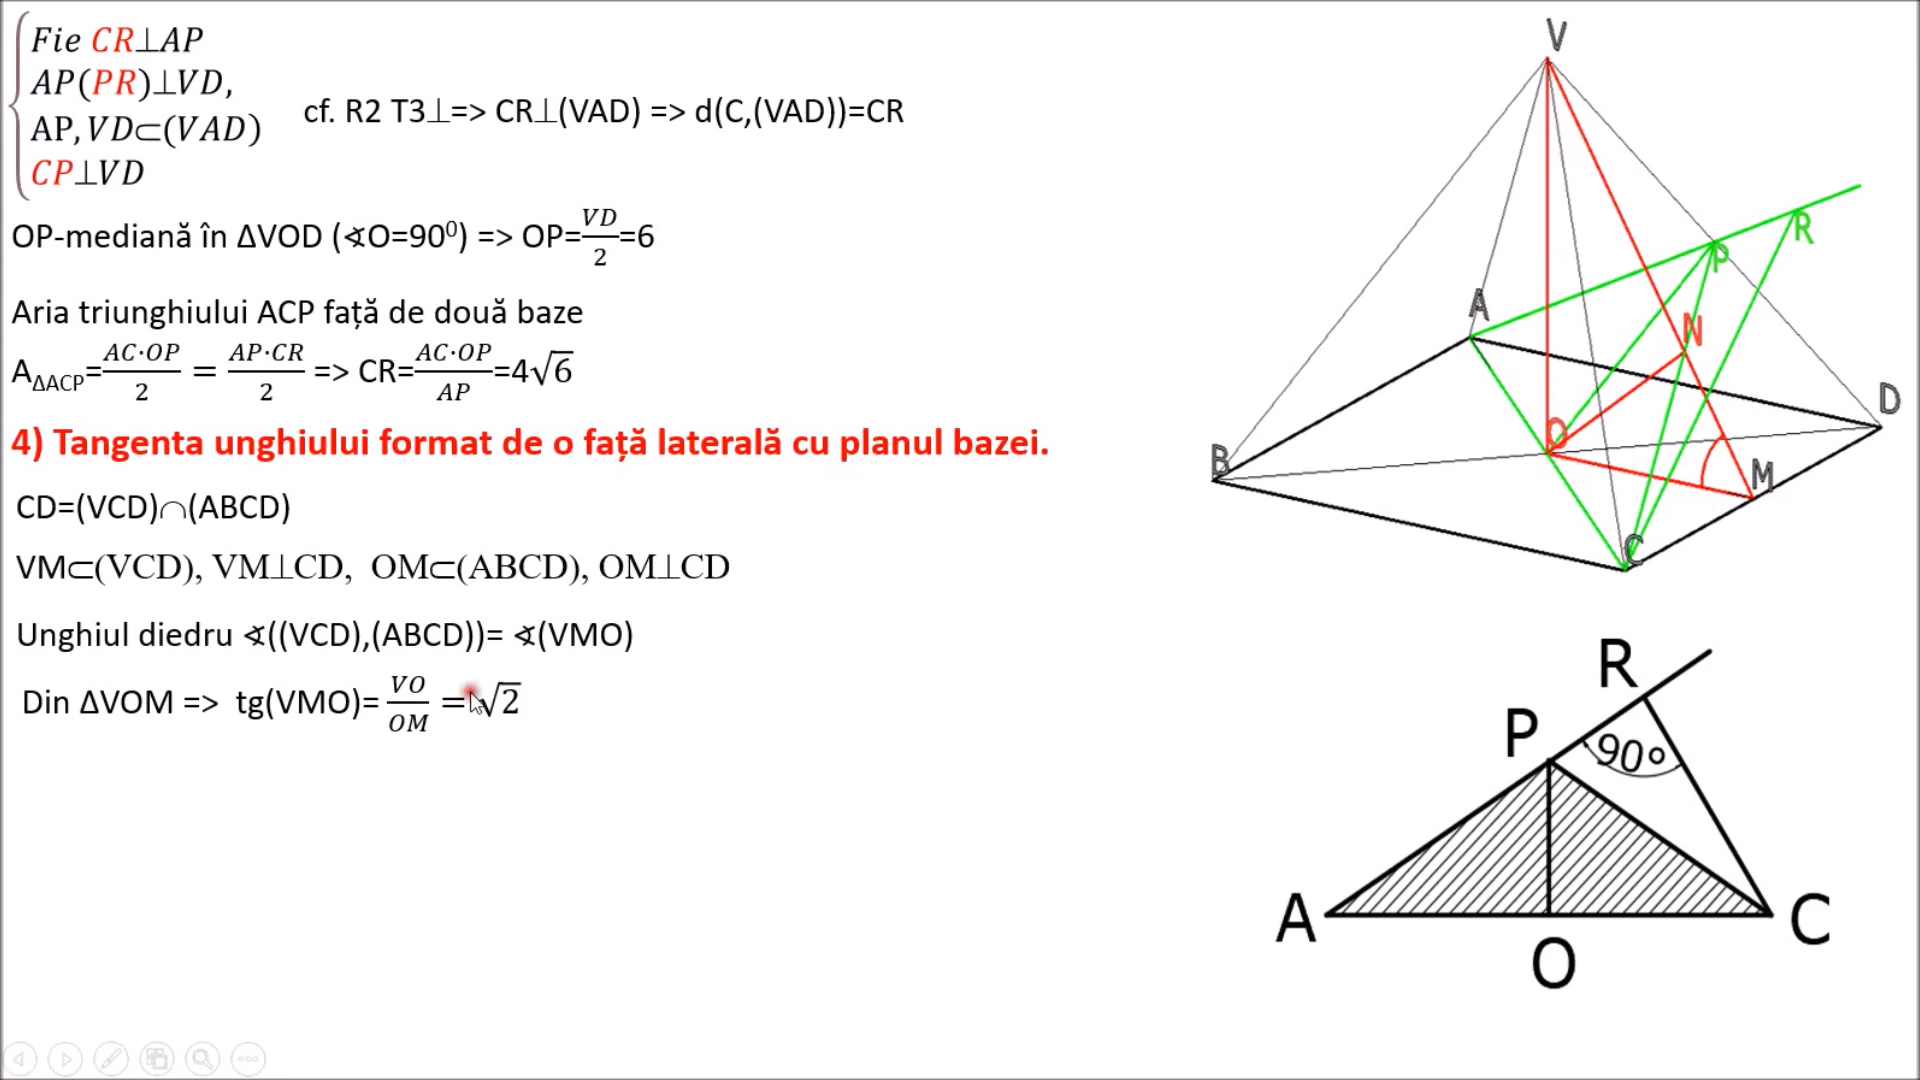 Fie CR⊥AP
AP(PR)⊥VD,
AP,VD⊂(VAD)
CP⊥VD
cf. R2 T3⊥=> CR⊥(VAD) => d(C,(VAD))=CR
OP-mediană în ΔVOD (∢O=90⁰) => OP=VD/2=6
Aria triunghiului ACP față de două baze
A_ΔACP=AC·OP/2 = AP·CR/2 => CR=AC·OP/AP=4√6
4) Tangenta unghiului format de o față laterală cu planul bazei.
CD=(VCD)∩(ABCD)
VM⊂(VCD), VM⊥CD, OM⊂(ABCD), OM⊥CD
Unghiul diedru ∢((VCD),(ABCD))= ∢(VMO)
Din ΔVOM => tg(VMO)= VO/OM =√2
V
R
P
A
N
D
O
B
M
C
R
P
90°
A
C
O